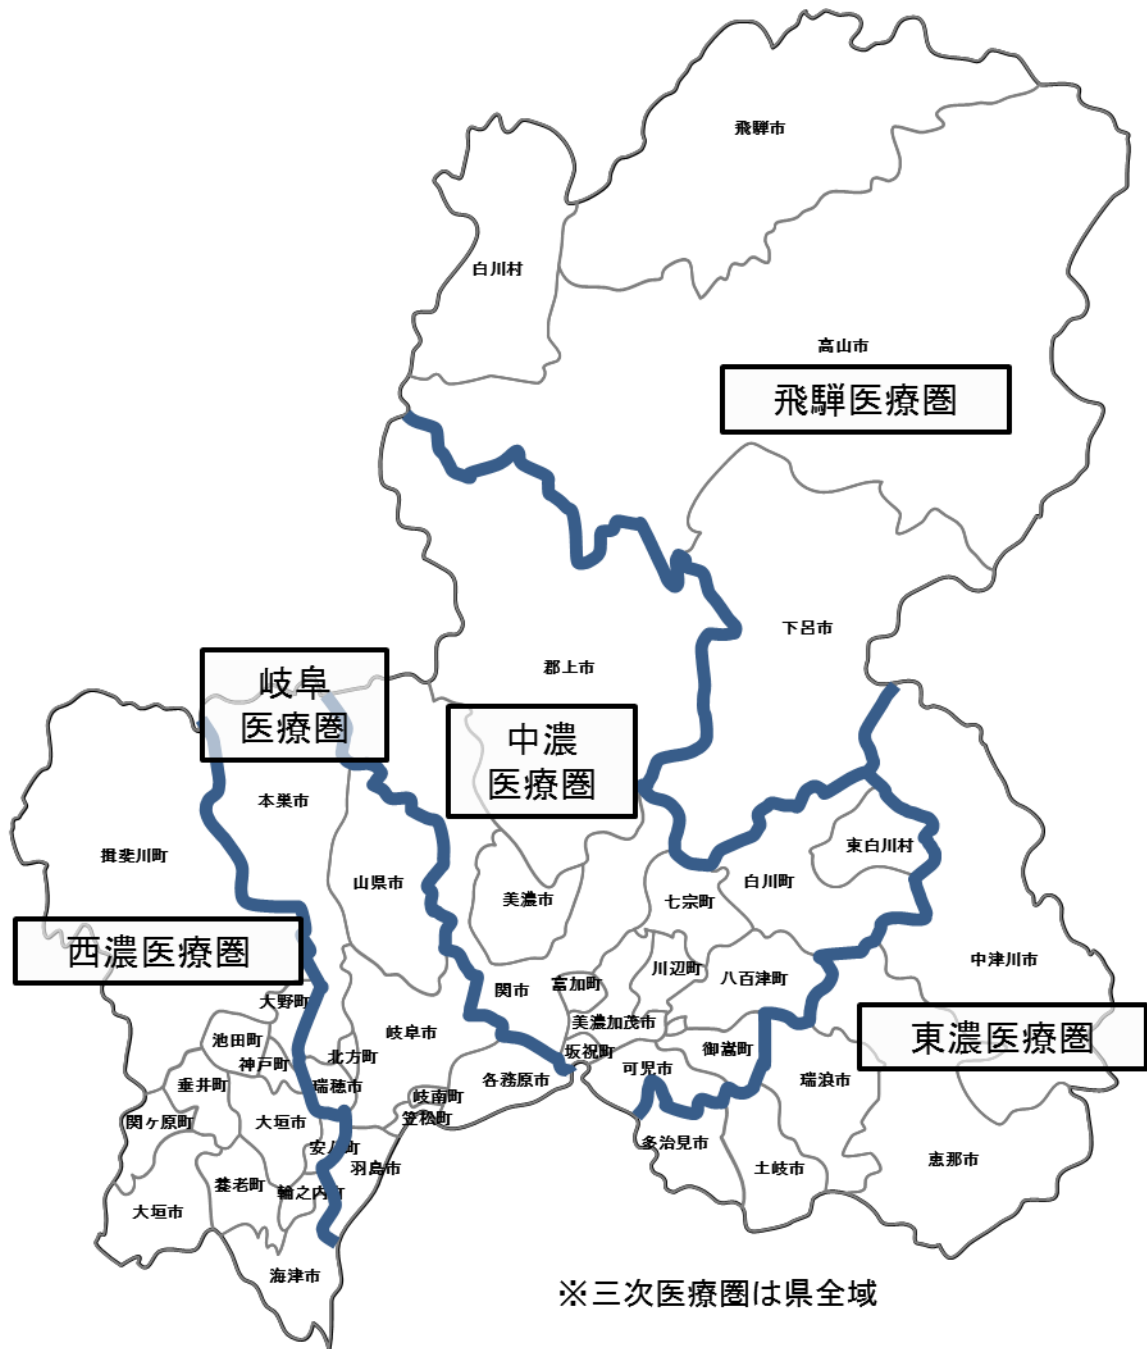 飛騨市
白川村
高山市
飛騨医療圏
下呂市
郡上市
岐阜
医療圏
中濃
医療圏
本巣市
揖斐川町
東白川村
山県市
白川町
美濃市
七宗町
西濃医療圏
中津川市
川辺町
八百津町
富加町
関市
大野町
美濃加茂市
岐阜市
池田町
御嵩町
東濃医療圏
北方町
坂祝町
神戸町
可児市
各務原市
瑞浪市
垂井町
瑞穂市
岐南町
笠松町
関ヶ原町
大垣市
安八町
多治見市
恵那市
羽島市
土岐市
養老町
輪之内町
大垣市
海津市
※三次医療圏は県全域